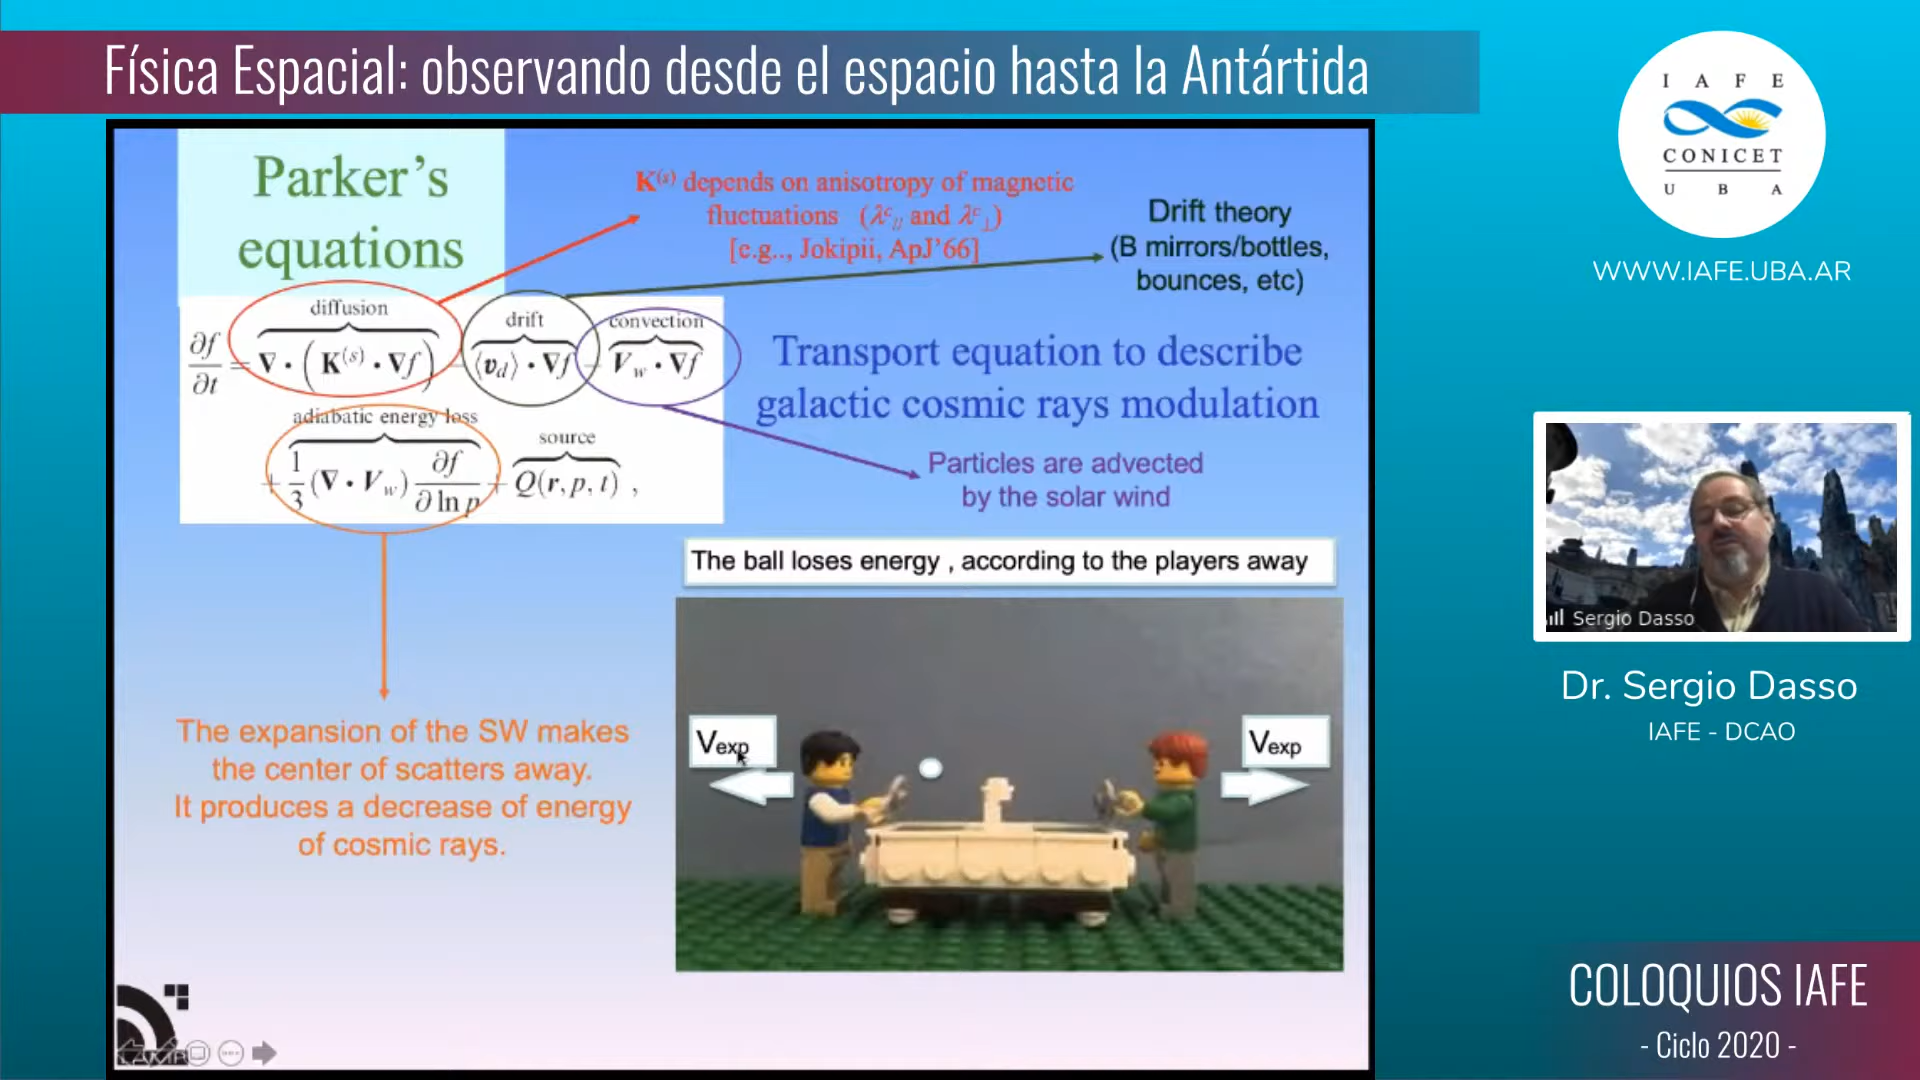 Física Espacial: observando desde el espacio hasta la Antártida
Parker's
equations
K(s) depends on anisotropy of magnetic
fluctuations (λc// and λc⊥)
[e.g.., Jokipii, ApJ'66]
Drift theory
(B mirrors/bottles,
bounces, etc)
diffusion
drift
convection
∂f/∂t = ∇ · ( K(s) · ∇f ) - ⟨vd⟩ · ∇f - Vw · ∇f
adiabatic energy loss
source
+ 1/3 (∇ · Vw) ∂f/∂ ln p + Q(r, p, t) ,
Transport equation to describe
galactic cosmic rays modulation
Particles are advected
by the solar wind
The ball loses energy , according to the players away
Vexp
Vexp
The expansion of the SW makes
the center of scatters away.
It produces a decrease of energy
of cosmic rays.
LAMP
I A F E
CONICET
U B A
WWW.IAFE.UBA.AR
Sergio Dasso
Dr. Sergio Dasso
IAFE - DCAO
COLOQUIOS IAFE
- Ciclo 2020 -